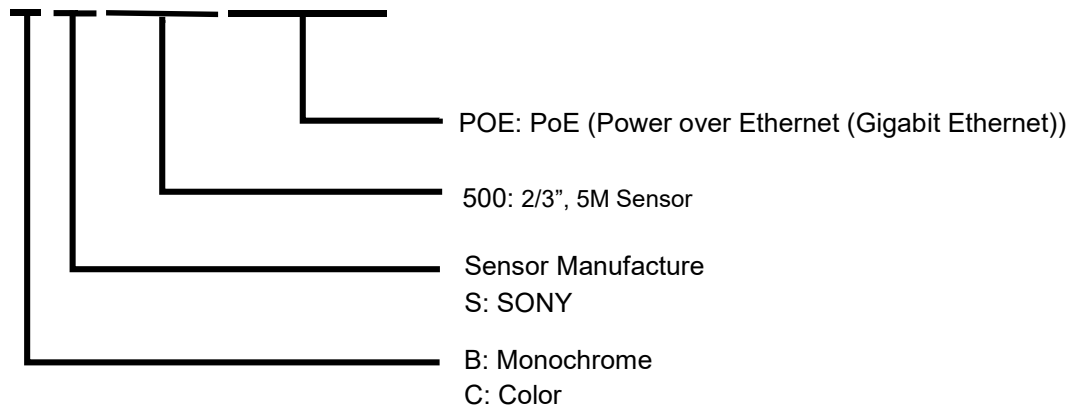 POE: PoE (Power over Ethernet (Gigabit Ethernet))
500: 2/3”, 5M Sensor
Sensor Manufacture
S: SONY
B: Monochrome
C: Color